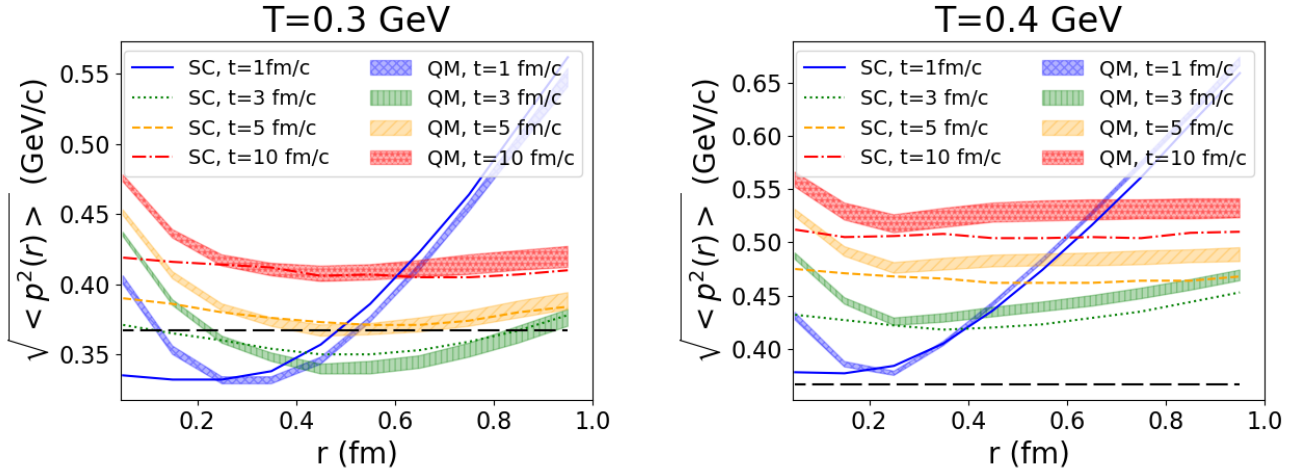 T=0.3 GeV
√<p²(r)> (GeV/c)
0.55
0.50
0.45
0.40
0.35
SC, t=1fm/c
SC, t=3 fm/c
SC, t=5 fm/c
SC, t=10 fm/c
QM, t=1 fm/c
QM, t=3 fm/c
QM, t=5 fm/c
QM, t=10 fm/c
0.2
0.4
0.6
0.8
1.0
r (fm)
T=0.4 GeV
√<p²(r)> (GeV/c)
0.65
0.60
0.55
0.50
0.45
0.40
SC, t=1fm/c
SC, t=3 fm/c
SC, t=5 fm/c
SC, t=10 fm/c
QM, t=1 fm/c
QM, t=3 fm/c
QM, t=5 fm/c
QM, t=10 fm/c
0.2
0.4
0.6
0.8
1.0
r (fm)